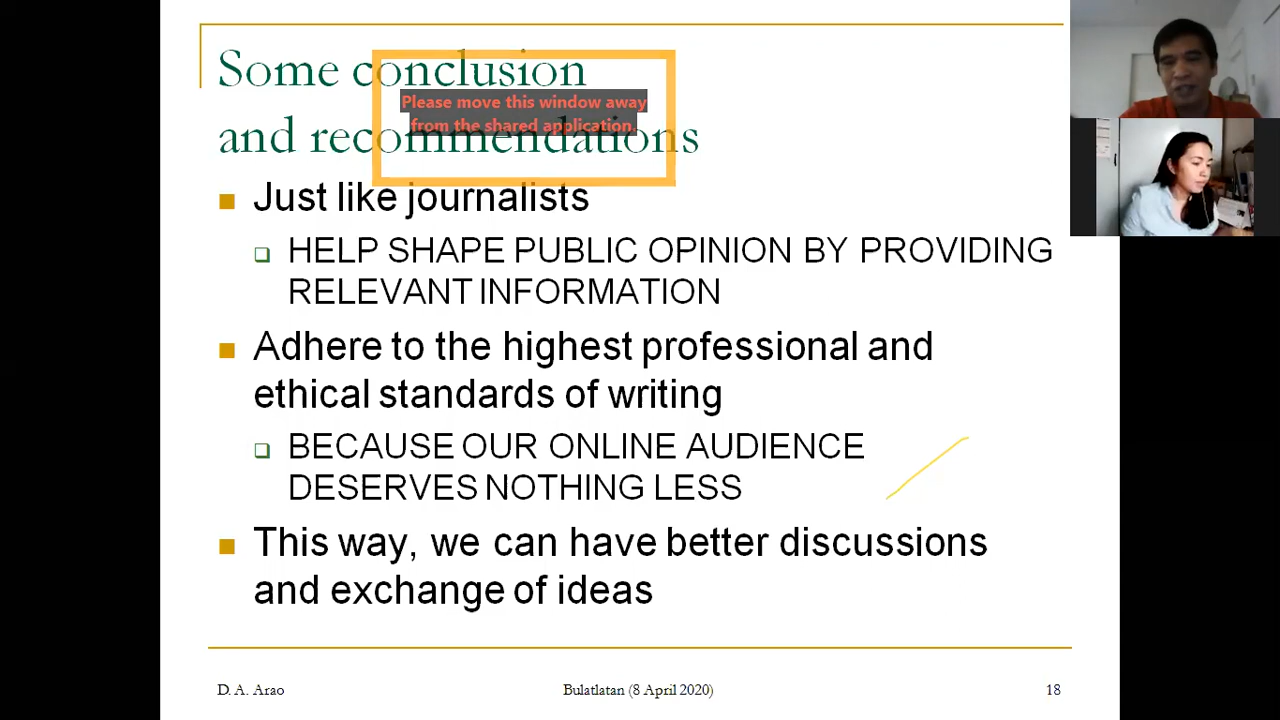 Some conclusion
and recommendations
Please move this window away
from the shared application.
Just like journalists
HELP SHAPE PUBLIC OPINION BY PROVIDING
RELEVANT INFORMATION
Adhere to the highest professional and
ethical standards of writing
BECAUSE OUR ONLINE AUDIENCE
DESERVES NOTHING LESS
This way, we can have better discussions
and exchange of ideas
D. A. Arao
Bulatlatan (8 April 2020)
18